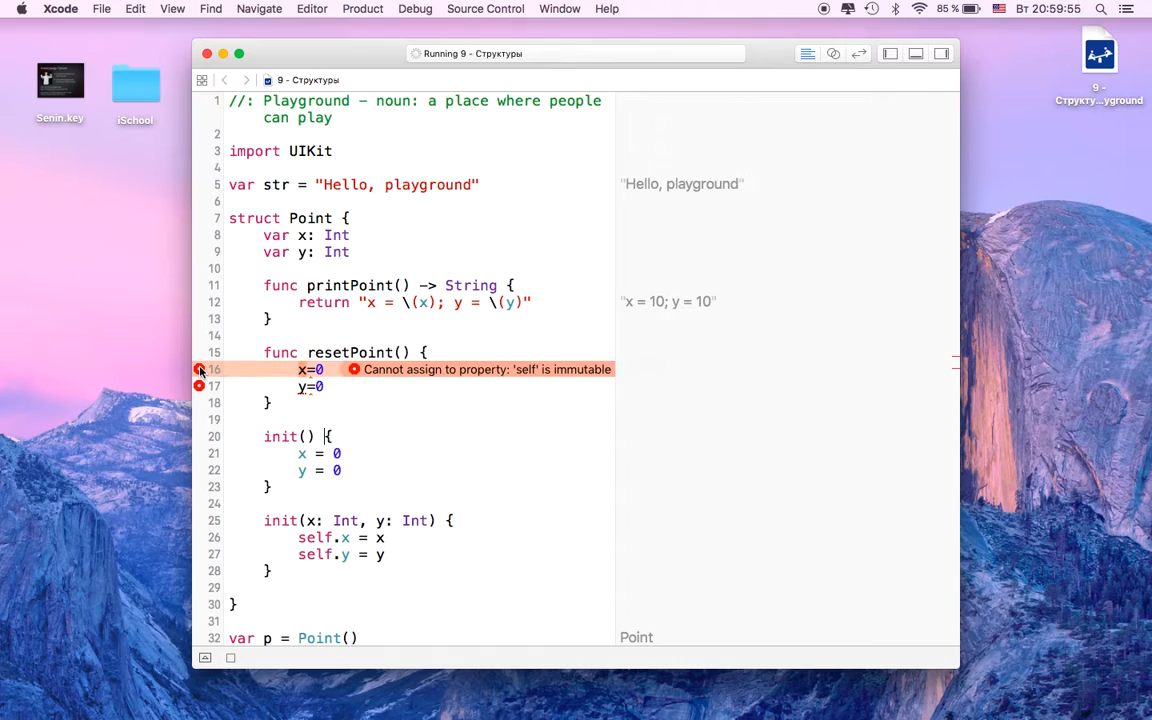 Xcode File Edit View Find Navigate Editor Product Debug Source Control Window Help 85 % Вт 20:59:55
Running 9 - Структуры
9 - Структуры
Senin.key
iSchool
9 -
Структу...yground
1 //: Playground – noun: a place where people
can play
2
3 import UIKit
4
5 var str = "Hello, playground" "Hello, playground"
6
7 struct Point {
8 var x: Int
9 var y: Int
10
11 func printPoint() -> String {
12 return "x = \(x); y = \(y)" "x = 10; y = 10"
13 }
14
15 func resetPoint() {
16 x=0 Cannot assign to property: 'self' is immutable
17 y=0
18 }
19
20 init() {
21 x = 0
22 y = 0
23 }
24
25 init(x: Int, y: Int) {
26 self.x = x
27 self.y = y
28 }
29
30 }
31
32 var p = Point() Point